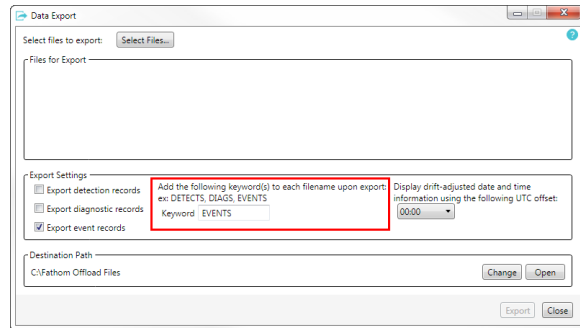 Data Export
Select files to export: Select Files...
Files for Export
Export Settings
Export detection records
Export diagnostic records
Export event records
Add the following keyword(s) to each filename upon export:
ex: DETECTS, DIAGS, EVENTS
Keyword EVENTS
Display drift-adjusted date and time
information using the following UTC offset:
00:00
Destination Path
C:\Fathom Offload Files
Change Open
Export Close